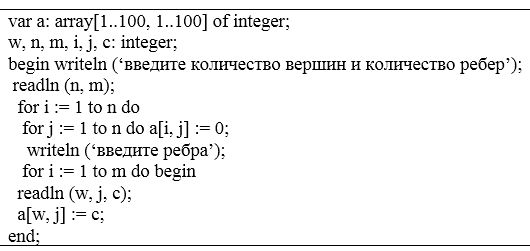 var a: array[1..100, 1..100] of integer;
w, n, m, i, j, c: integer;
begin writeln (‘введите количество вершин и количество ребер’);
readln (n, m);
for i := 1 to n do
for j := 1 to n do a[i, j] := 0;
writeln (‘введите ребра’);
for i := 1 to m do begin
readln (w, j, c);
a[w, j] := c;
end;